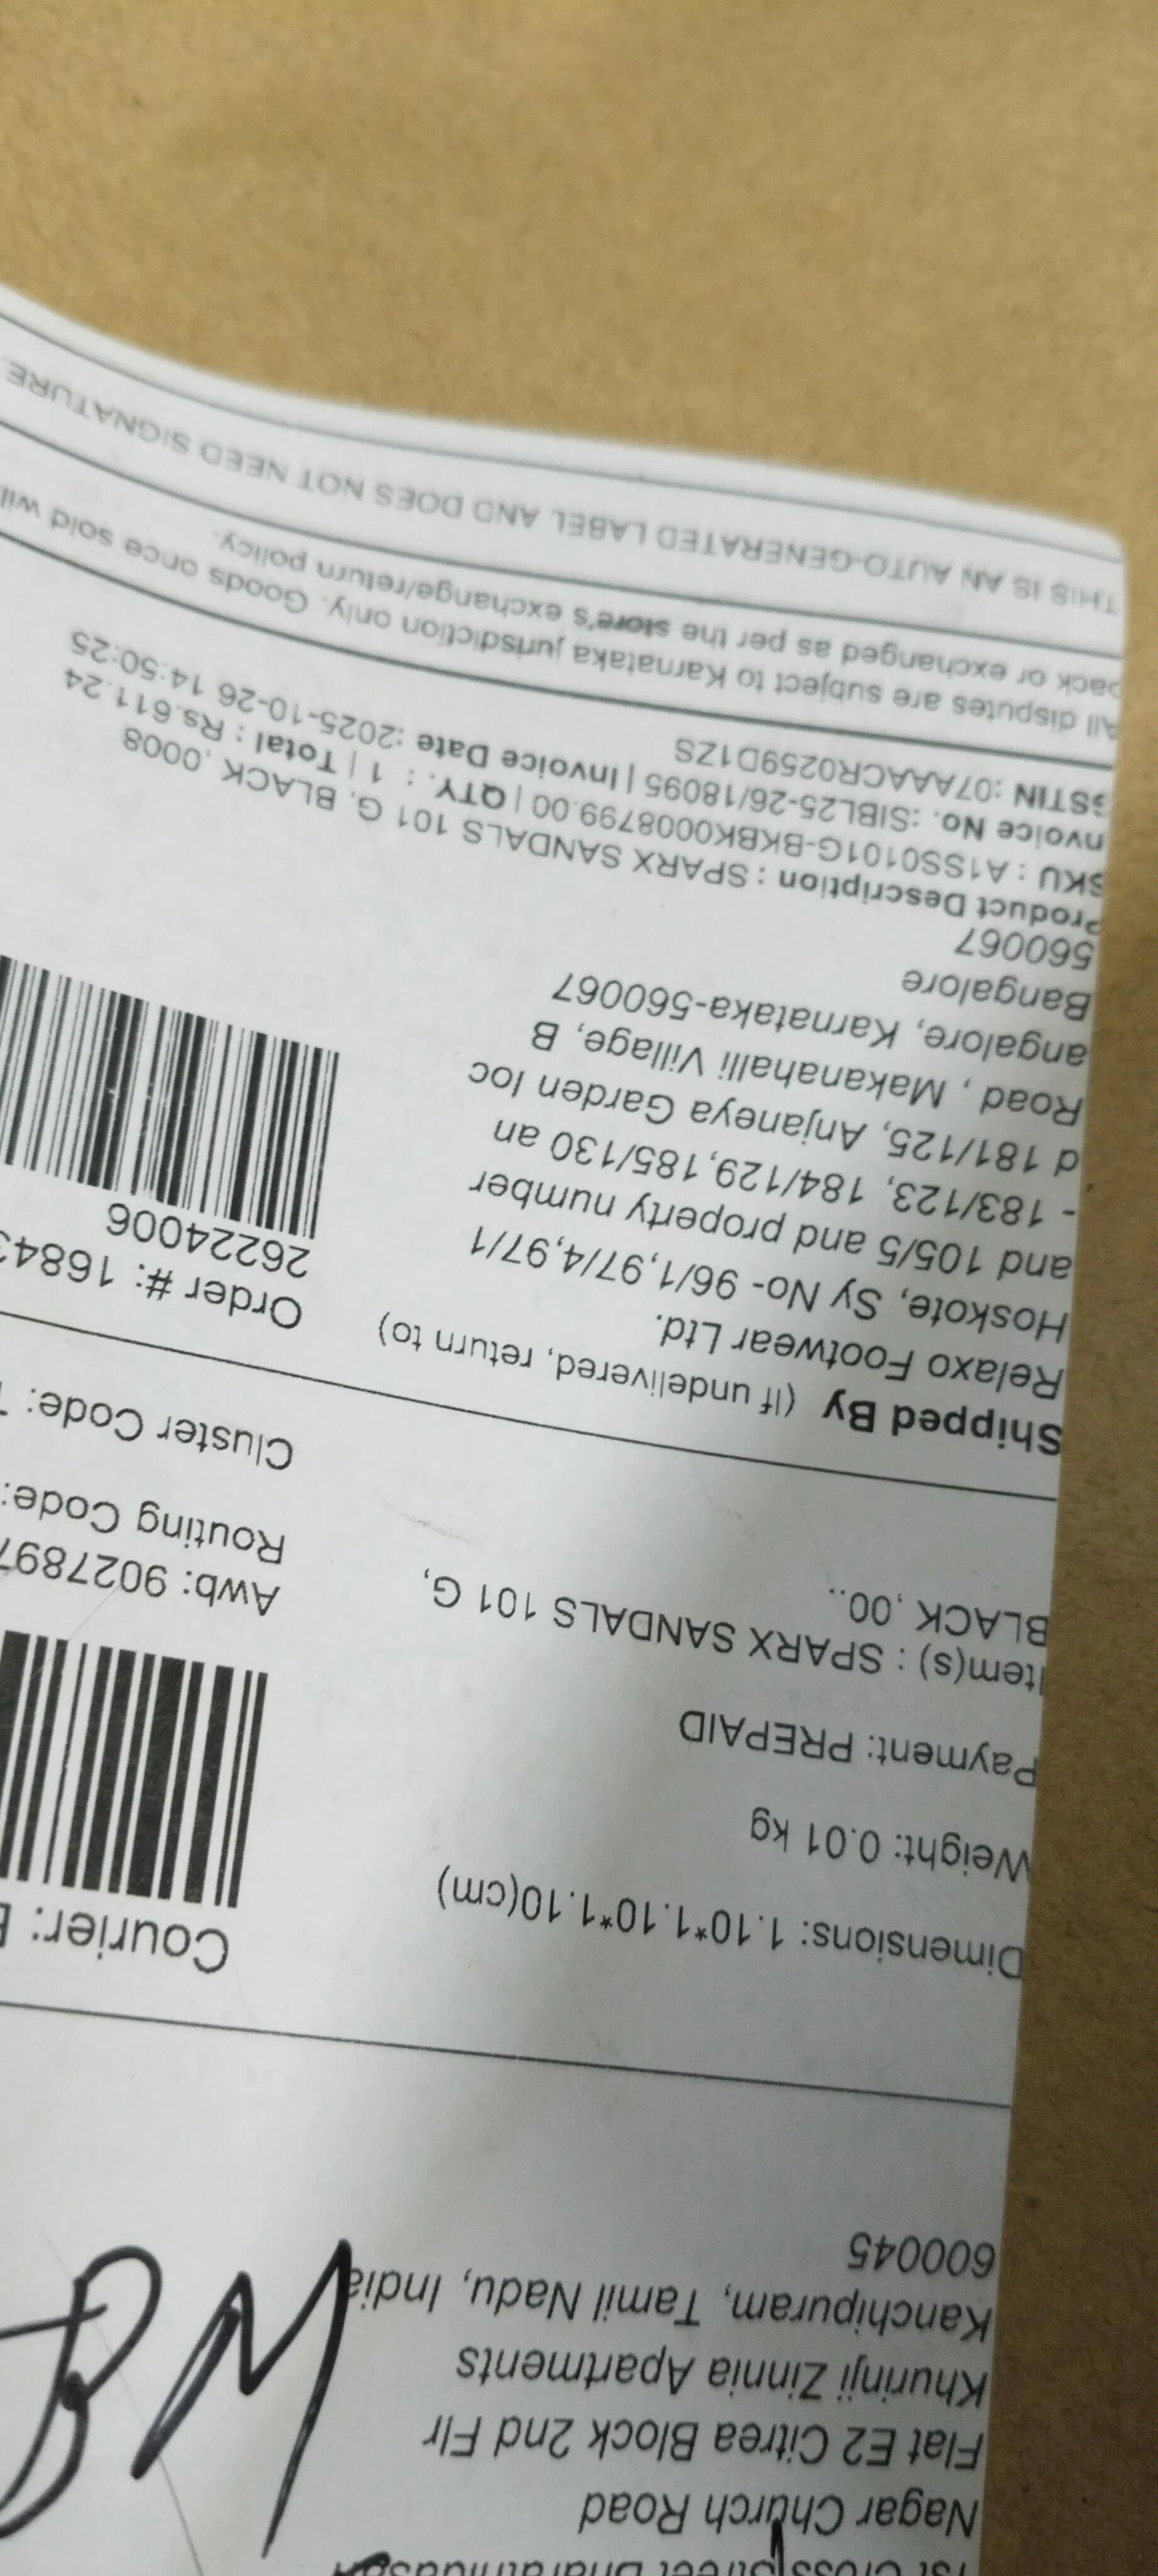 Nagar Church Road
Flat E2 Citrea Block 2nd Flr
Khurinji Zinnia Apartments
Kanchipuram, Tamil Nadu, India
600045
Dimensions: 1.10*1.10*1.10(cm)
Weight: 0.01 kg
Payment: PREPAID
Item(s) : SPARX SANDALS 101 G,
BLACK ,00..
Courier:
Awb: 9027897
Routing Code:
Cluster Code:
Shipped By (If undelivered, return to)
Relaxo Footwear Ltd.
Hoskote, Sy No- 96/1,97/4,97/1
and 105/5 and property number
- 183/123, 184/129,185/130 an
d 181/125, Anjaneya Garden loc
Road , Makanahalli Village, B
angalore, Karnataka-560067
Bangalore
560067
Order #: 16843
26224006
Product Description : SPARX SANDALS 101 G, BLACK ,0008
SKU : A1SS0101G-BKBK0008799.00 | QTY. : 1 | Total : Rs.611.24
nvoice No. :SIBL25-26/18095 | Invoice Date :2025-10-26 14:50:25
GSTIN :07AAACR0259D1ZS
All disputes are subject to Karnataka jurisdiction only. Goods once sold wil
back or exchanged as per the store's exchange/return policy.
THIS IS AN AUTO-GENERATED LABEL AND DOES NOT NEED SIGNATURE